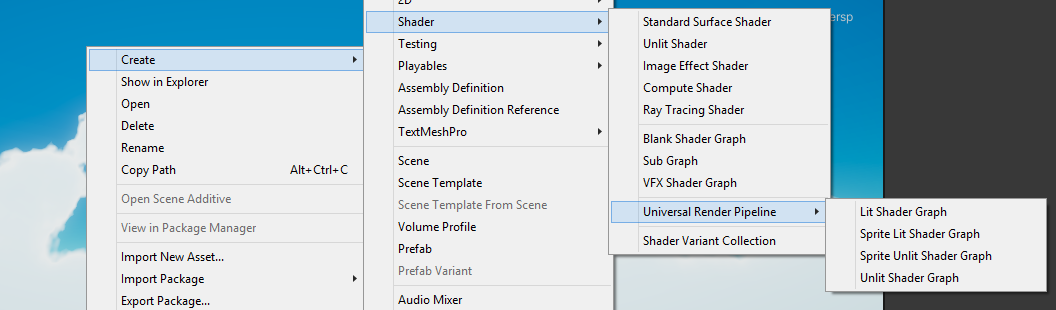 Create
Show in Explorer
Open
Delete
Rename
Copy Path Alt+Ctrl+C
Open Scene Additive
View in Package Manager
Import New Asset...
Import Package
Export Package...
2D
Shader
Testing
Playables
Assembly Definition
Assembly Definition Reference
TextMeshPro
Scene
Scene Template
Scene Template From Scene
Volume Profile
Prefab
Prefab Variant
Audio Mixer
Standard Surface Shader
Unlit Shader
Image Effect Shader
Compute Shader
Ray Tracing Shader
Blank Shader Graph
Sub Graph
VFX Shader Graph
Universal Render Pipeline
Shader Variant Collection
Lit Shader Graph
Sprite Lit Shader Graph
Sprite Unlit Shader Graph
Unlit Shader Graph
ersp